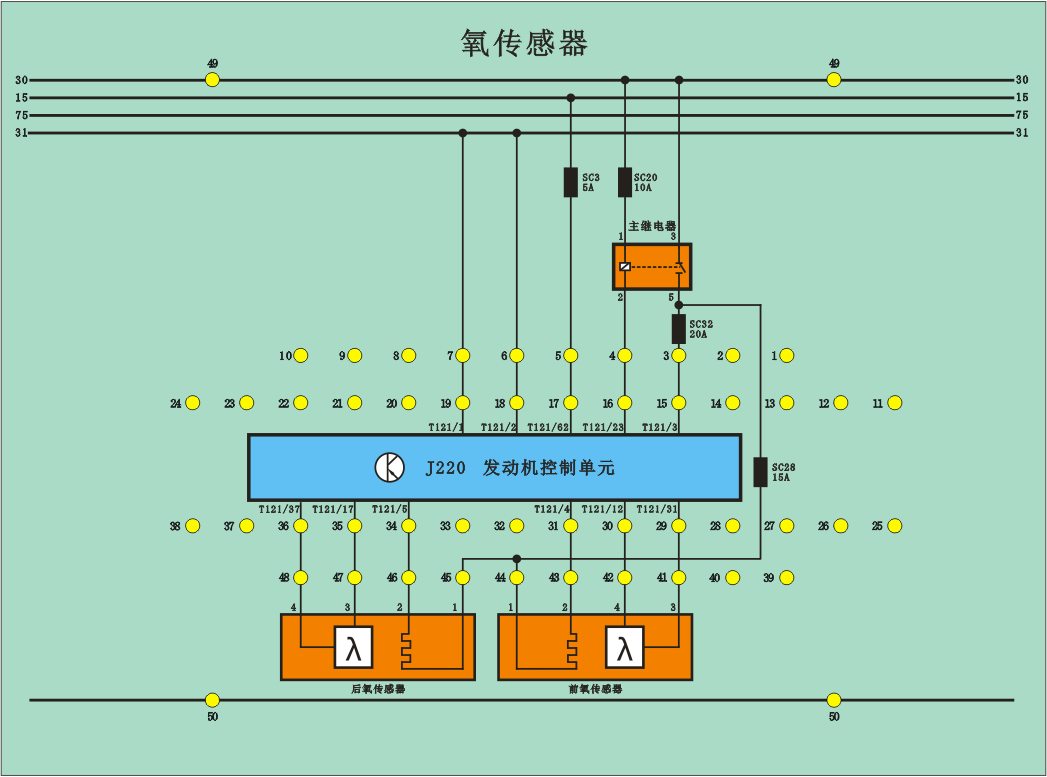 氧传感器
49 49
30 30
15 15
75 75
31 31
SC3 SC20
5A 10A
主继电器
1 3
2 5
SC32
20A
10 9 8 7 6 5 4 3 2 1
24 23 22 21 20 19 18 17 16 15 14 13 12 11
T121/1 T121/2 T121/62 T121/23 T121/3
J220 发动机控制单元
SC28
15A
T121/37 T121/17 T121/5 T121/4 T121/12 T121/31
38 37 36 35 34 33 32 31 30 29 28 27 26 25
48 47 46 45 44 43 42 41 40 39
4 3 2 1 1 2 4 3
λ λ
后氧传感器 前氧传感器
50 50